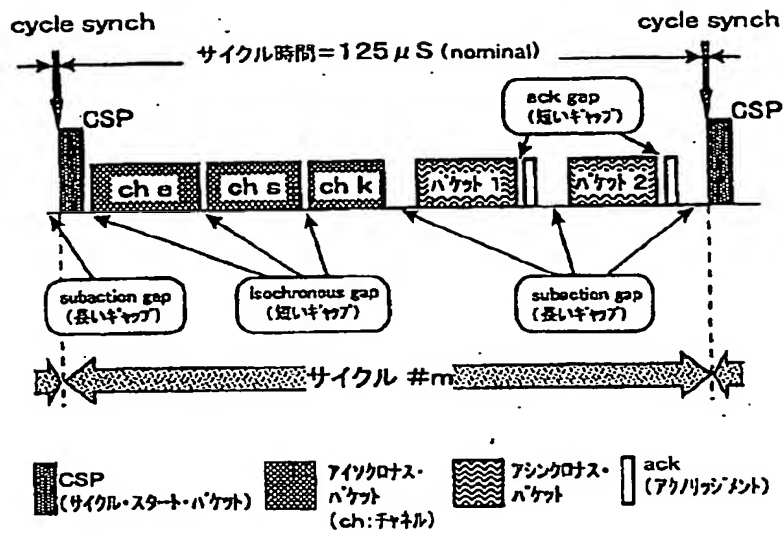 cycle synch
cycle synch
サイクル時間=125μS (nominal)
CSP
ack gap
(短いギャップ)
CSP
ch e
ch s
ch k
パケット 1
パケット 2
subaction gap
(長いギャップ)
Isochronous gap
(短いギャップ)
subaction gap
(長いギャップ)
サイクル #m
CSP
(サイクル・スタート・パケット)
アイソクロナス・
パケット
(ch:チャネル)
アシンクロナス・
パケット
ack
(アクノリッジメント)